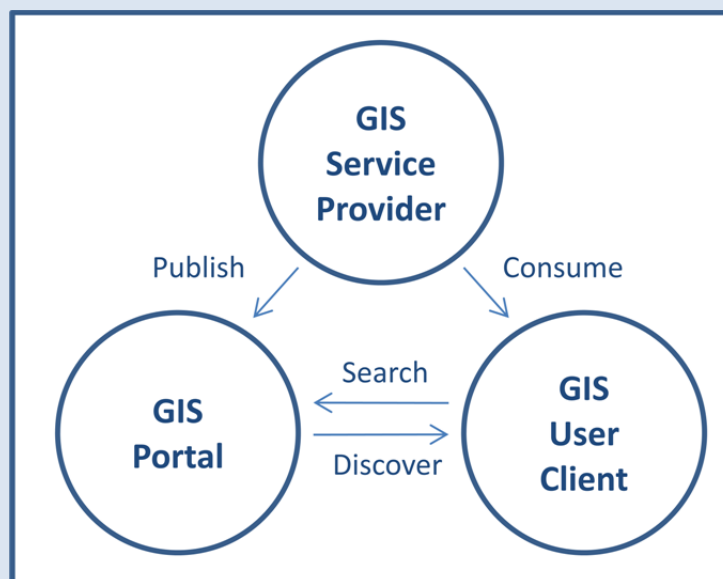 GIS
Service
Provider
Publish
Consume
GIS
Portal
Search
Discover
GIS
User
Client